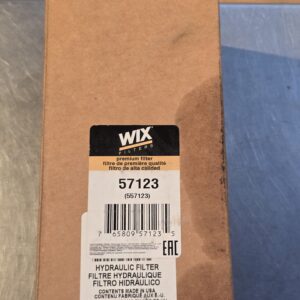 WIX
FILTERS
premium filter
filtre de première qualité
filtro de alta calidad
57123
(557123)
7 65809 57123 5
EAC
HYDRAULIC FILTER
FILTRE HYDRAULIQUE
FILTRO HIDRÁULICO
CONTENTS MADE IN USA
CONTENU FABRIQUÉ AUX E.-U.